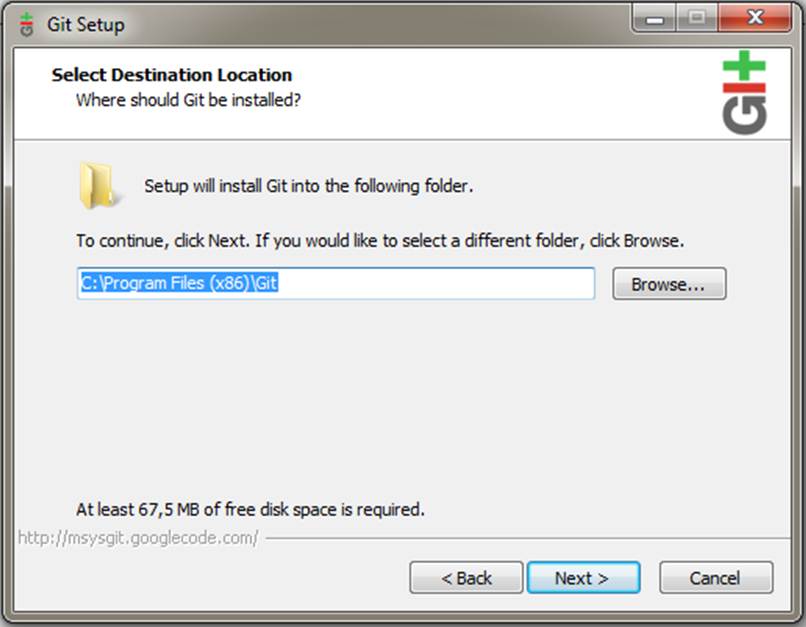 Git Setup
Select Destination Location
Where should Git be installed?
GIt
Setup will install Git into the following folder.
To continue, click Next. If you would like to select a different folder, click Browse.
C:\Program Files (x86)\Git
Browse...
At least 67,5 MB of free disk space is required.
http://msysgit.googlecode.com/
< Back
Next >
Cancel